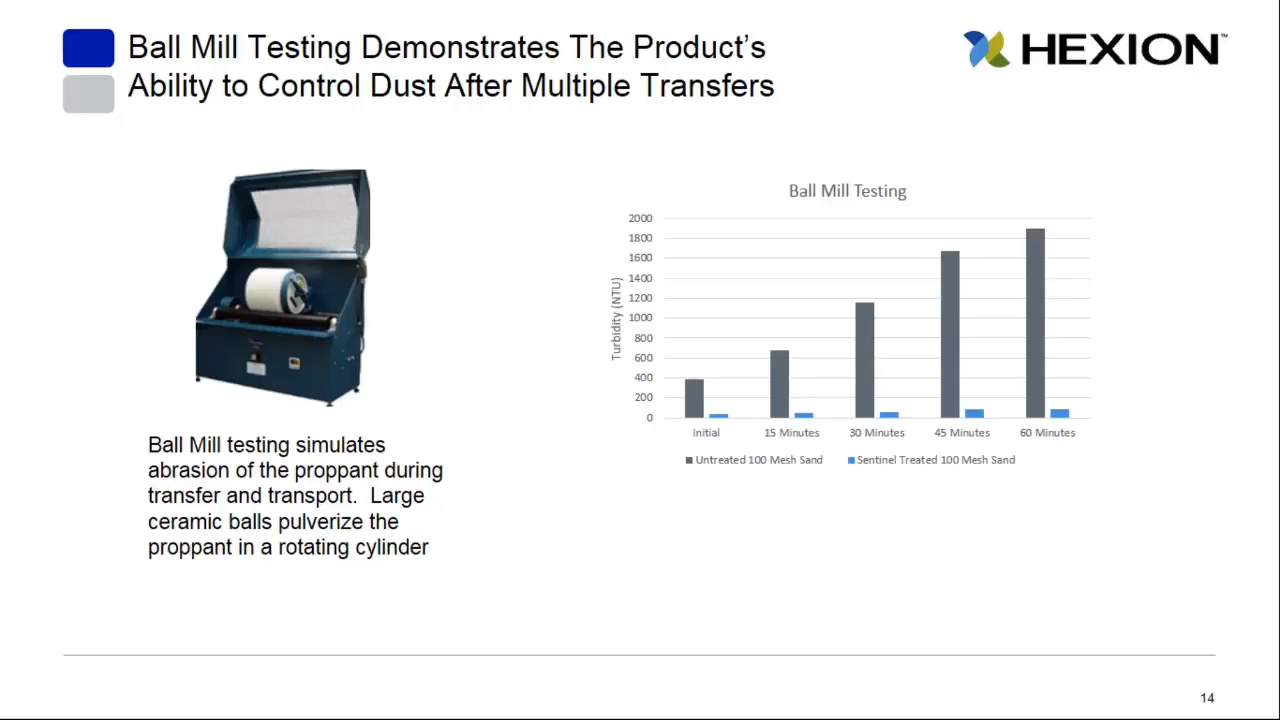 Ball Mill Testing Demonstrates The Product's
Ability to Control Dust After Multiple Transfers
HEXION™
Ball Mill testing simulates
abrasion of the proppant during
transfer and transport. Large
ceramic balls pulverize the
proppant in a rotating cylinder
Ball Mill Testing
Turbidity (NTU)
2000
1800
1600
1400
1200
1000
800
600
400
200
0
Initial 15 Minutes 30 Minutes 45 Minutes 60 Minutes
Untreated 100 Mesh Sand Sentinel Treated 100 Mesh Sand
14